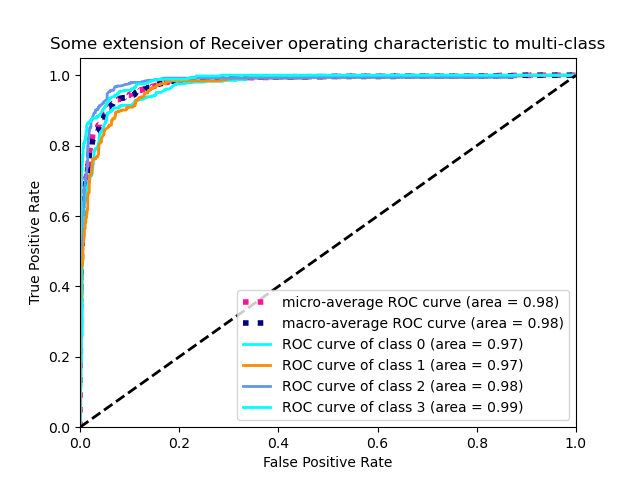 Some extension of Receiver operating characteristic to multi-class
1.0
0.8
0.6
0.4
0.2
0.0
True Positive Rate
micro-average ROC curve (area = 0.98)
macro-average ROC curve (area = 0.98)
ROC curve of class 0 (area = 0.97)
ROC curve of class 1 (area = 0.97)
ROC curve of class 2 (area = 0.98)
ROC curve of class 3 (area = 0.99)
0.0 0.2 0.4 0.6 0.8 1.0
False Positive Rate